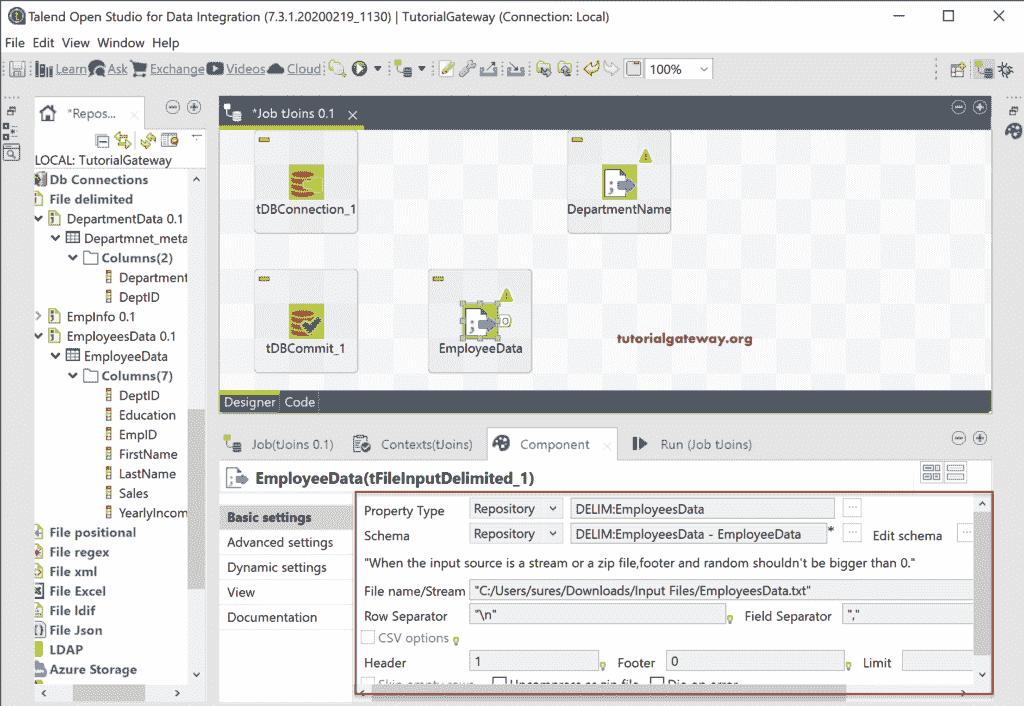 Talend Open Studio for Data Integration (7.3.1.20200219_1130) | TutorialGateway (Connection: Local)
File Edit View Window Help
Learn Ask Exchange Videos Cloud 100%
*Repos...
*Job tJoins 0.1
LOCAL: TutorialGateway
Db Connections
File delimited
DepartmentData 0.1
Departmnet_meta
Columns(2)
Department
DeptID
EmpInfo 0.1
EmployeesData 0.1
EmployeeData
Columns(7)
DeptID
Education
EmpID
FirstName
LastName
Sales
YearlyIncom
File positional
File regex
File xml
File Excel
File ldif
File Json
LDAP
Azure Storage
tDBConnection_1
DepartmentName
tDBCommit_1
EmployeeData
tutorialgateway.org
Designer Code
Job(tJoins 0.1) Contexts(tJoins) Component Run (Job tJoins)
EmployeeData(tFileInputDelimited_1)
Basic settings
Advanced settings
Dynamic settings
View
Documentation
Property Type Repository DELIM:EmployeesData ...
Schema Repository DELIM:EmployeesData - EmployeeData * ... Edit schema ...
"When the input source is a stream or a zip file,footer and random shouldn't be bigger than 0."
File name/Stream "C:/Users/sures/Downloads/Input Files/EmployeesData.txt"
Row Separator "\n" Field Separator ","
CSV options
Header 1 Footer 0 Limit
Skip empty rows Uncompress as zip file Die on error